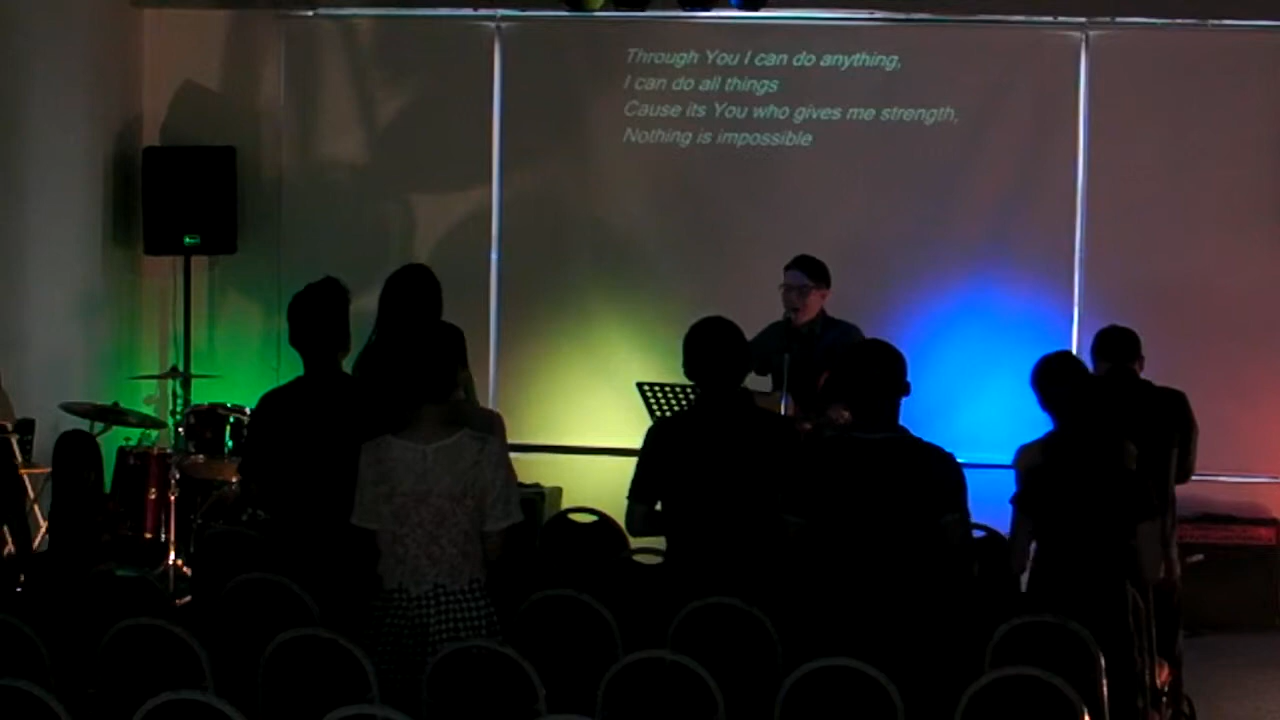 Through You I can do anything,
I can do all things
Cause its You who gives me strength,
Nothing is impossible